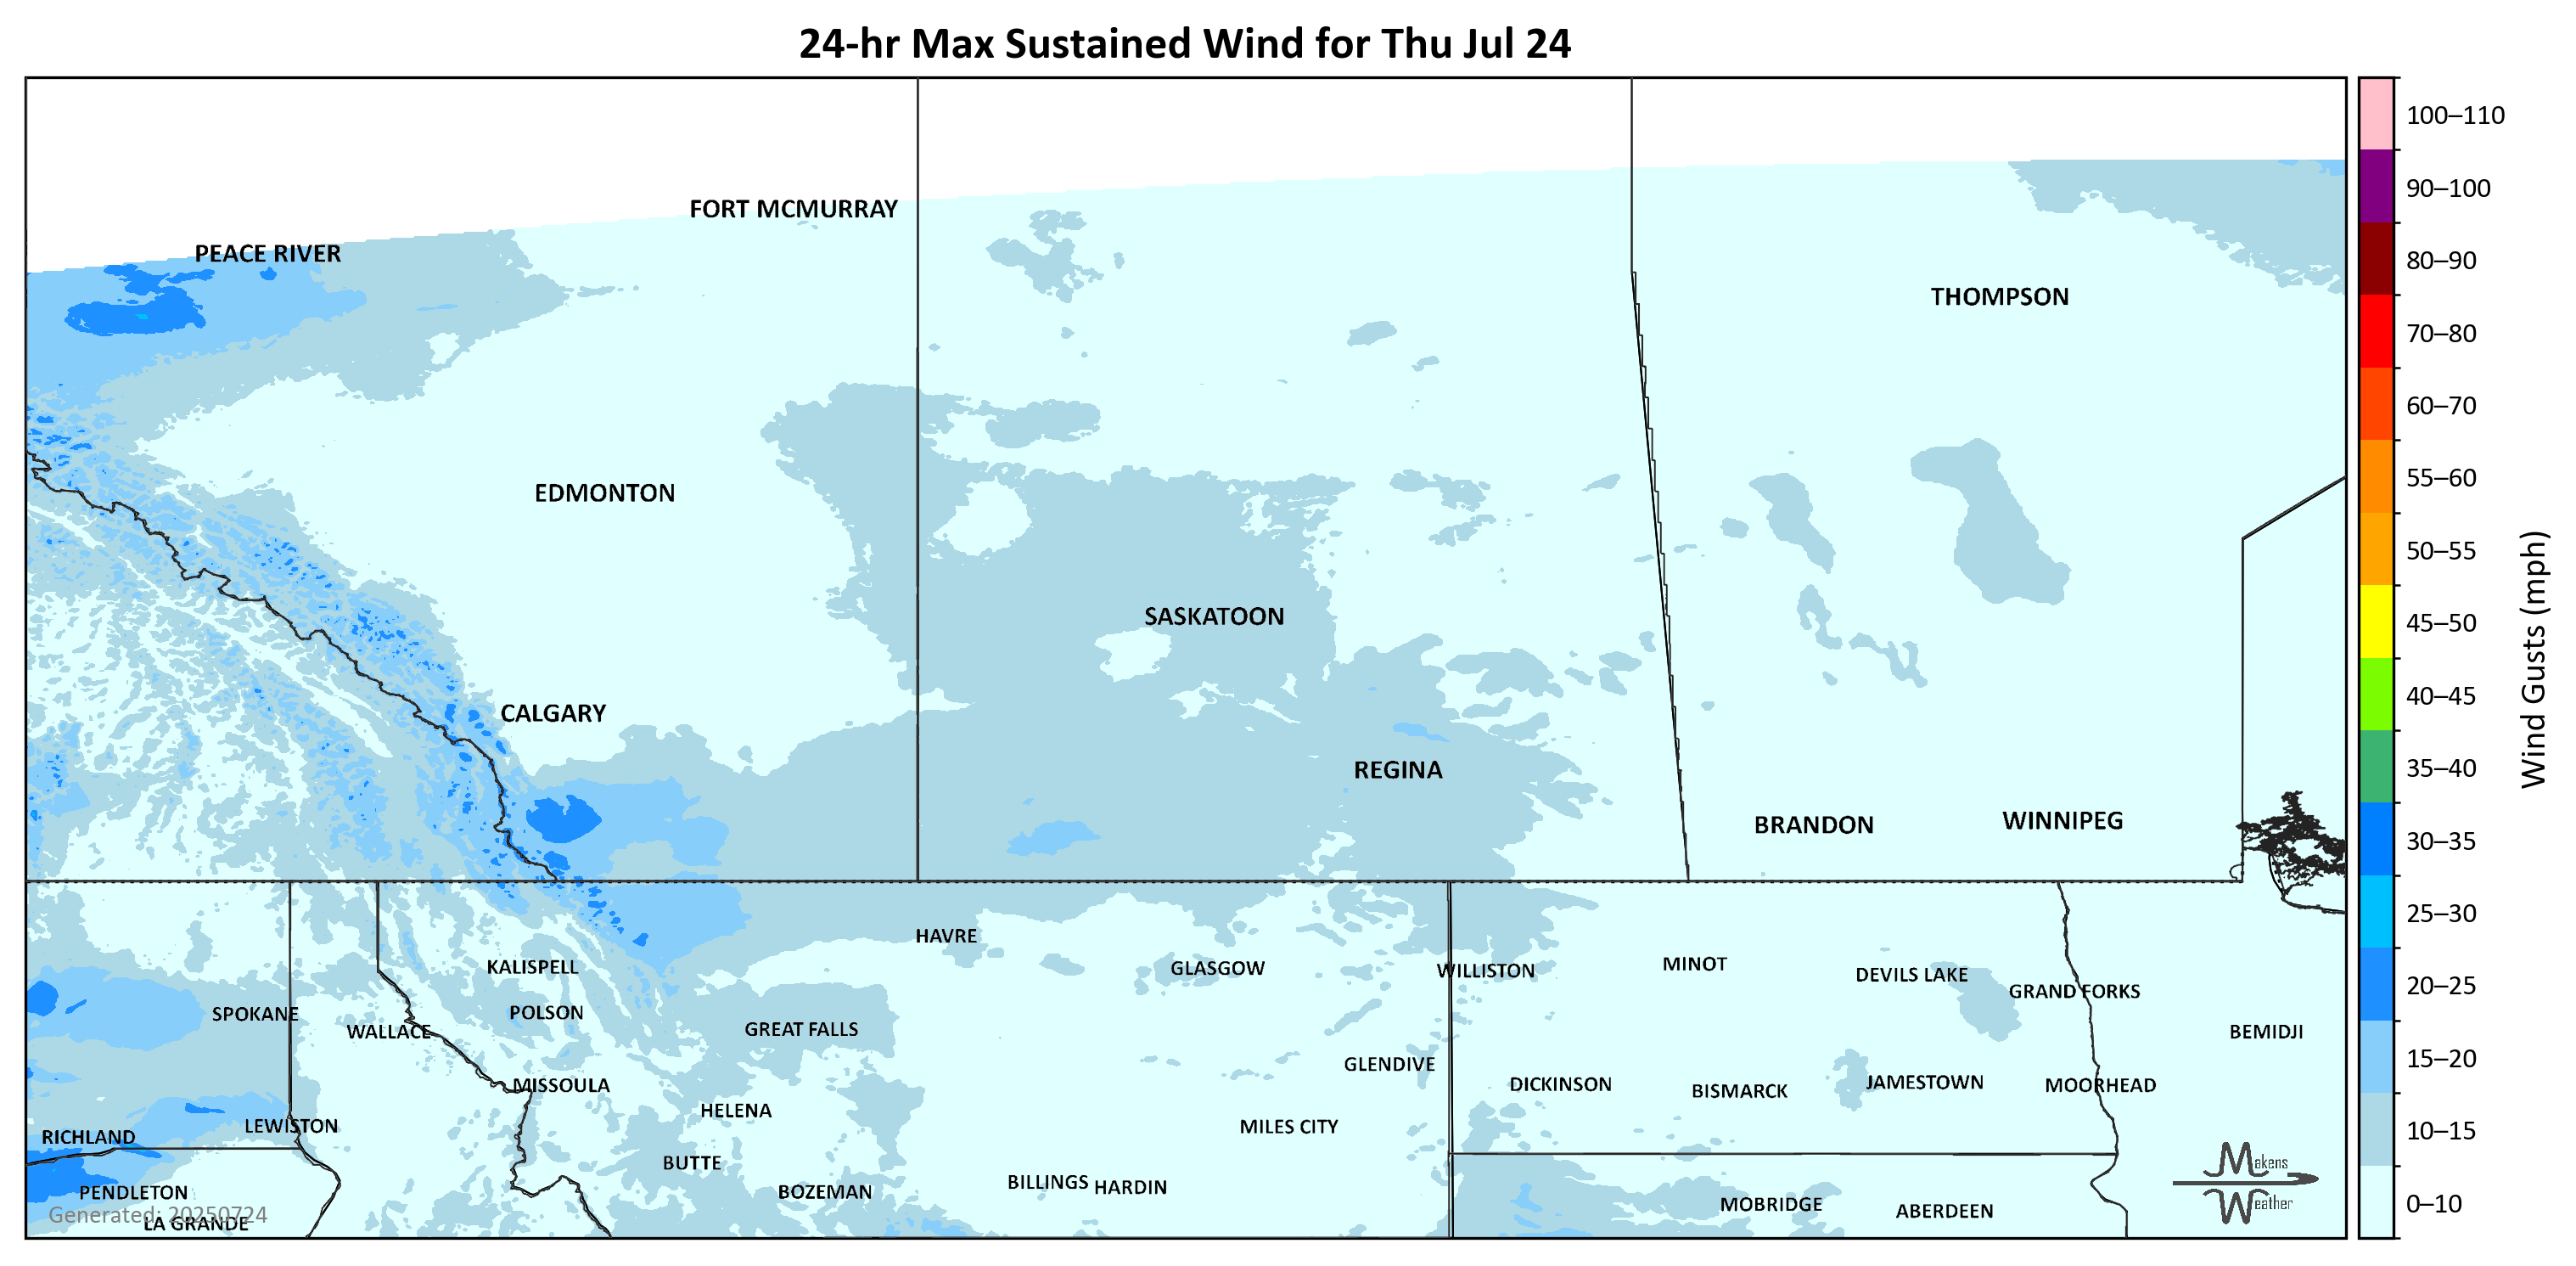 24-hr Max Sustained Wind for Thu Jul 24
100–110
90–100
80–90
70–80
60–70
55–60
50–55
45–50
40–45
35–40
30–35
25–30
20–25
15–20
10–15
0–10
Wind Gusts (mph)
FORT MCMURRAY
PEACE RIVER
THOMPSON
EDMONTON
SASKATOON
CALGARY
REGINA
BRANDON
WINNIPEG
HAVRE
KALISPELL
GLASGOW
WILLISTON
MINOT
DEVILS LAKE
GRAND FORKS
SPOKANE
POLSON
WALLACE
GREAT FALLS
BEMIDJI
GLENDIVE
MISSOULA
DICKINSON
BISMARCK
JAMESTOWN
MOORHEAD
HELENA
LEWISTON
MILES CITY
RICHLAND
BUTTE
PENDLETON
BOZEMAN
BILLINGS
HARDIN
MOBRIDGE
ABERDEEN
Generated: 20250724
LA GRANDE
Makens
Weather